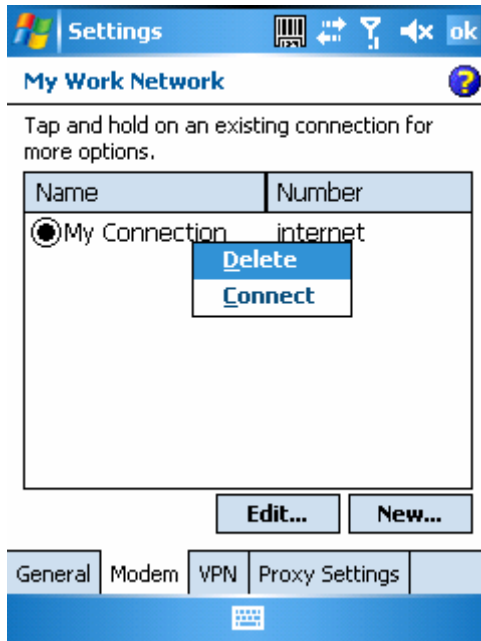 Settings ok
My Work Network
Tap and hold on an existing connection for
more options.
Name Number
My Connection internet
Delete
Connect
Edit... New...
General Modem VPN Proxy Settings